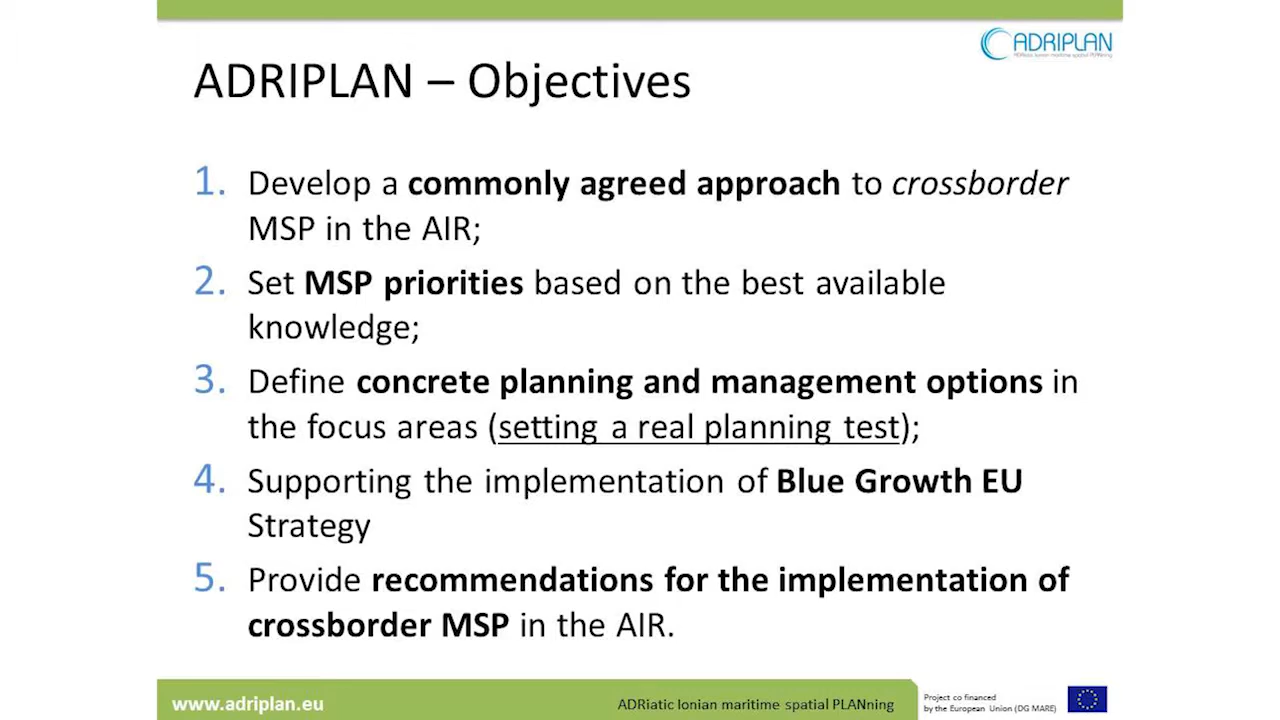 ADRIPLAN
ADRiatic Ionian maritime spatial PLANning
ADRIPLAN – Objectives
1. Develop a commonly agreed approach to crossborder
MSP in the AIR;
2. Set MSP priorities based on the best available
knowledge;
3. Define concrete planning and management options in
the focus areas (setting a real planning test);
4. Supporting the implementation of Blue Growth EU
Strategy
5. Provide recommendations for the implementation of
crossborder MSP in the AIR.
www.adriplan.eu
ADRiatic Ionian maritime spatial PLANning
Project co financed
by the European Union (DG MARE)